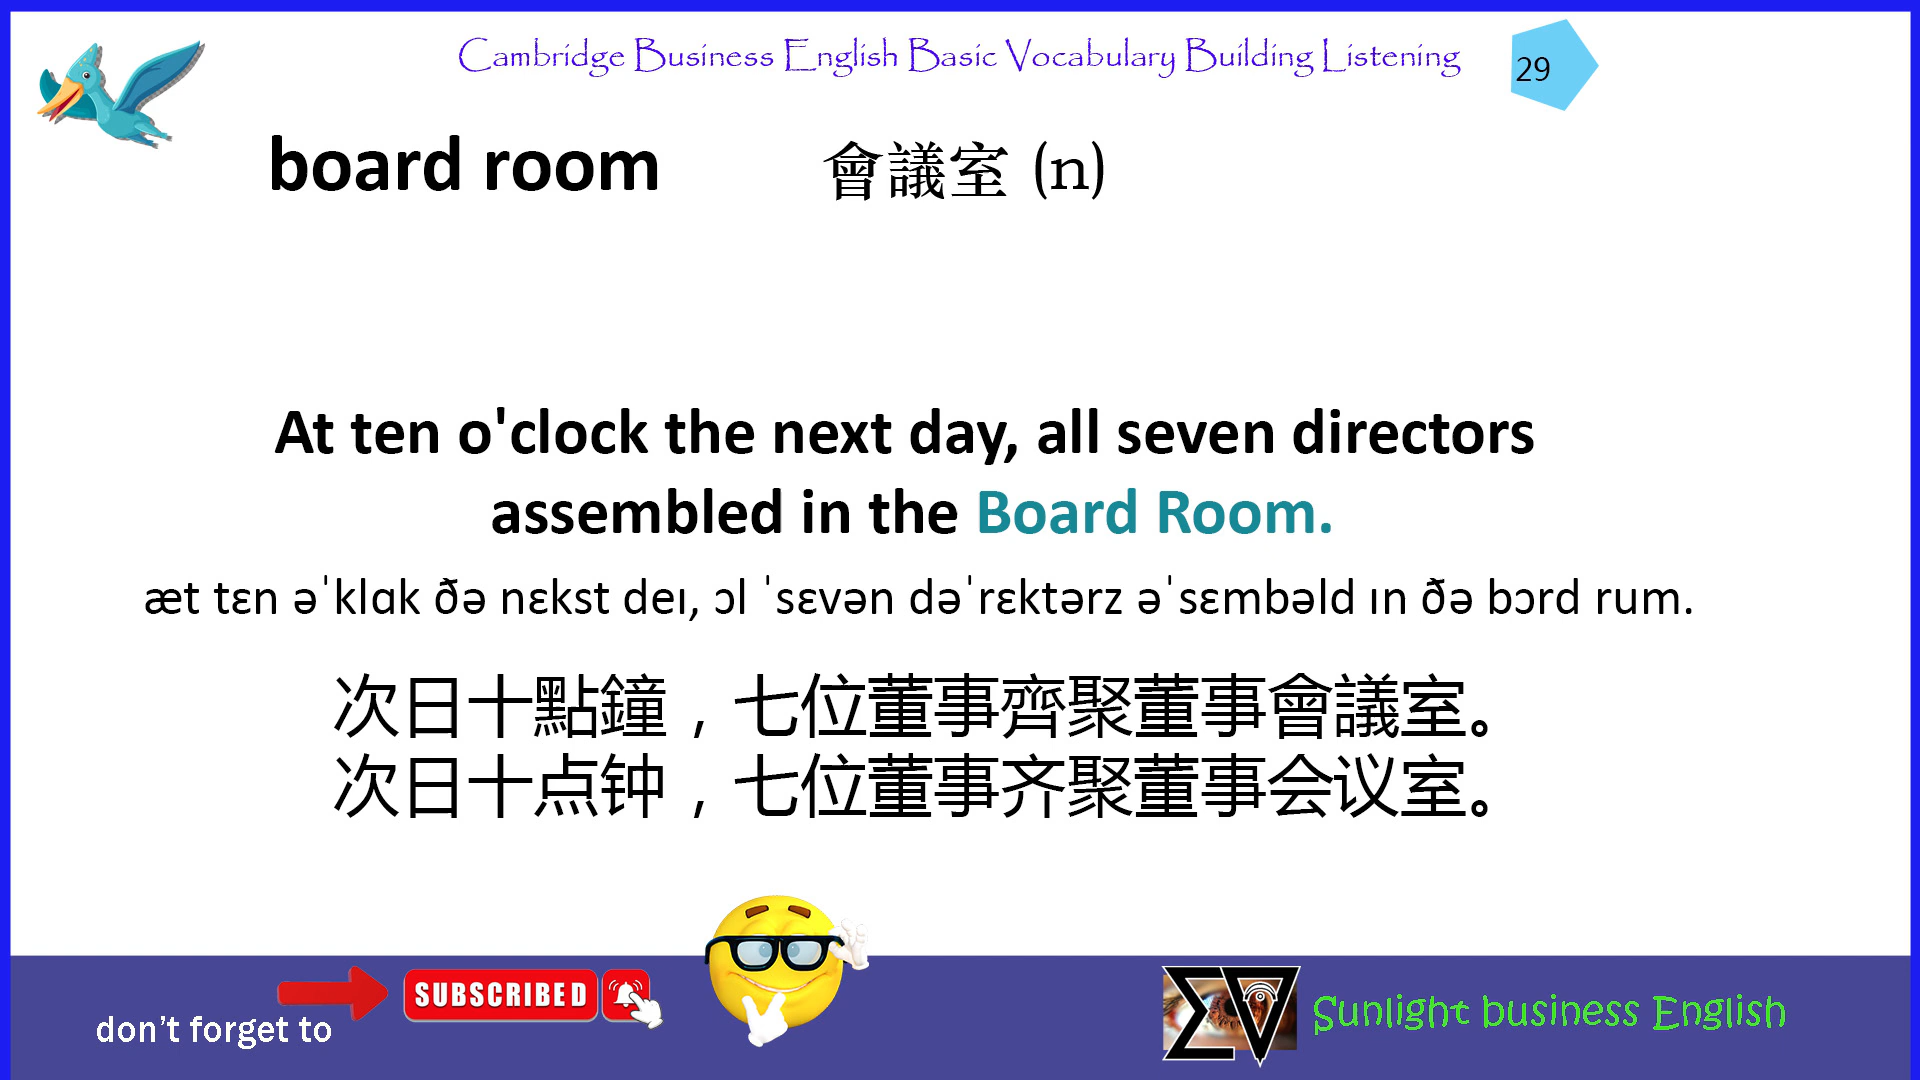 Cambridge Business English Basic Vocabulary Building Listening
29
board room 會議室 (n)
At ten o'clock the next day, all seven directors
assembled in the Board Room.
æt tɛn əˈklɑk ðə nɛkst deɪ, ɔl ˈsɛvən dəˈrɛktərz əˈsɛmbəld ɪn ðə bɔrd rum.
次日十點鐘，七位董事齊聚董事會議室。
次日十点钟，七位董事齐聚董事会议室。
don’t forget to
SUBSCRIBED
Sunlight business English